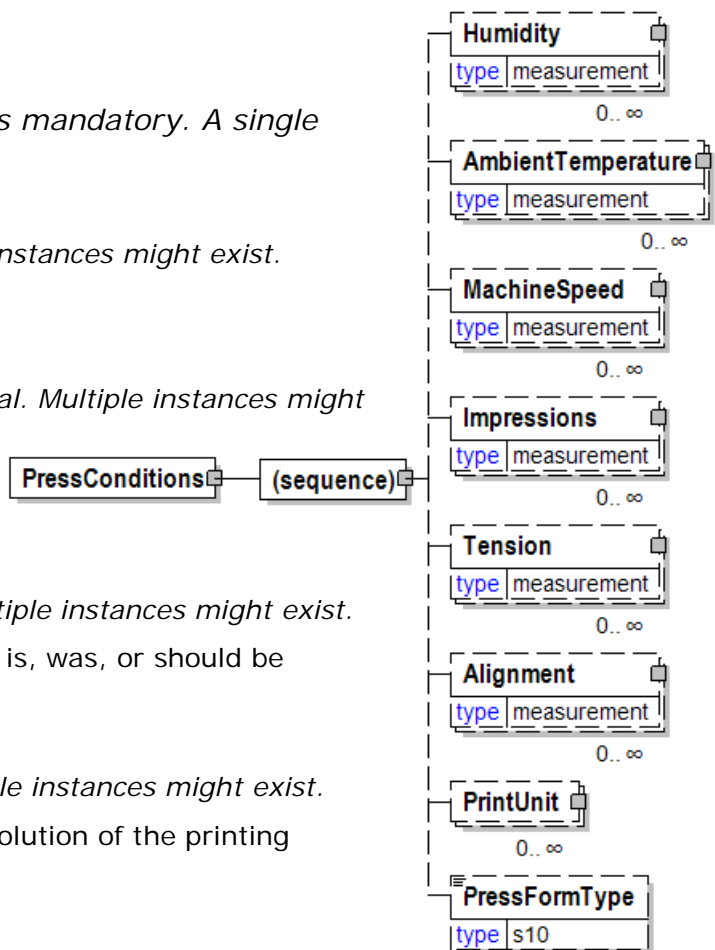 s mandatory. A single
nstances might exist.
al. Multiple instances might
tiple instances might exist.
is, was, or should be
le instances might exist.
olution of the printing
PressConditions
(sequence)
Humidity
type measurement
0.. ∞
AmbientTemperature
type measurement
0.. ∞
MachineSpeed
type measurement
0.. ∞
Impressions
type measurement
0.. ∞
Tension
type measurement
0.. ∞
Alignment
type measurement
0.. ∞
PrintUnit
0.. ∞
PressFormType
type s10